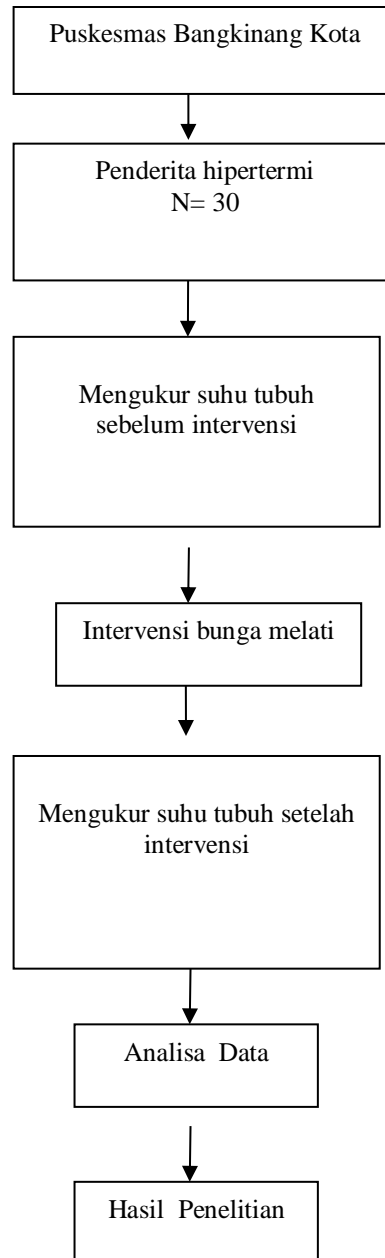 Puskesmas Bangkinang Kota
Penderita hipertermi
N= 30
Mengukur suhu tubuh
sebelum intervensi
Intervensi bunga melati
Mengukur suhu tubuh setelah
intervensi
Analisa Data
Hasil Penelitian